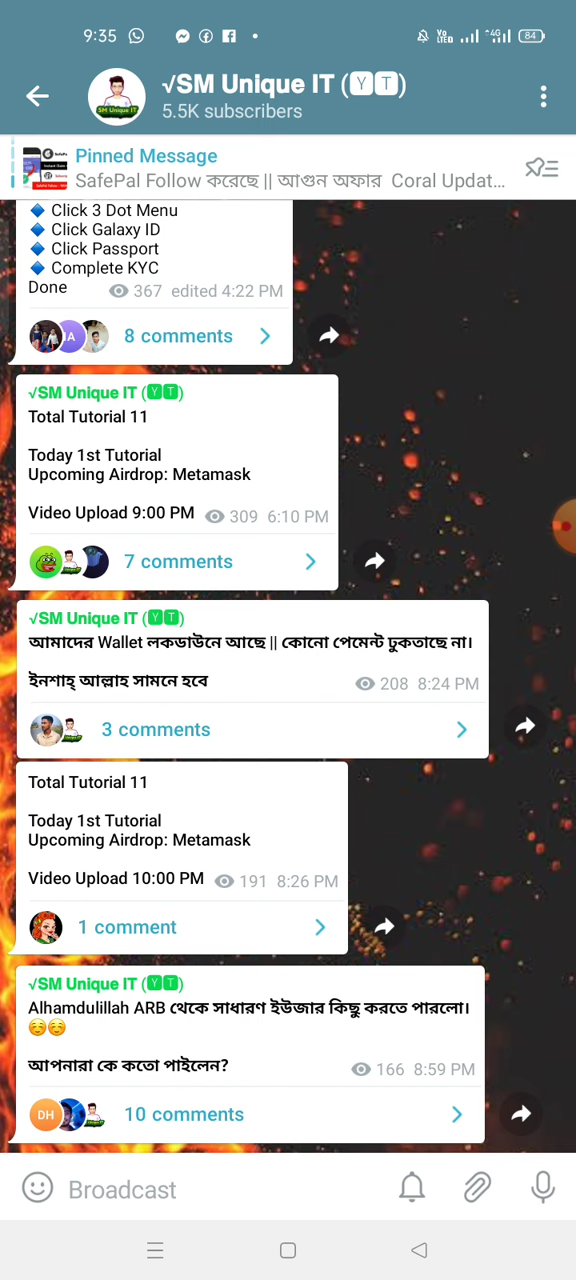 9:35
VoLTE 4G 84
√SM Unique IT (🆈🆃)
5.5K subscribers
Pinned Message
SafePal Follow করেছে || আগুন অফার Coral Updat...
🔹 Click 3 Dot Menu
🔹 Click Galaxy ID
🔹 Click Passport
🔹 Complete KYC
Done 367 edited 4:22 PM
8 comments
√SM Unique IT (🆈🆃)
Total Tutorial 11
Today 1st Tutorial
Upcoming Airdrop: Metamask
Video Upload 9:00 PM 309 6:10 PM
7 comments
√SM Unique IT (🆈🆃)
আমাদের Wallet লকডাউনে আছে || কোনো পেমেন্ট ঢুকতাছে না।
ইনশাহ্ আল্লাহ সামনে হবে 208 8:24 PM
3 comments
Total Tutorial 11
Today 1st Tutorial
Upcoming Airdrop: Metamask
Video Upload 10:00 PM 191 8:26 PM
1 comment
√SM Unique IT (🆈🆃)
Alhamdulillah ARB থেকে সাধারণ ইউজার কিছু করতে পারলো।
☺️☺️
আপনারা কে কতো পাইলেন? 166 8:59 PM
DH 10 comments
Broadcast